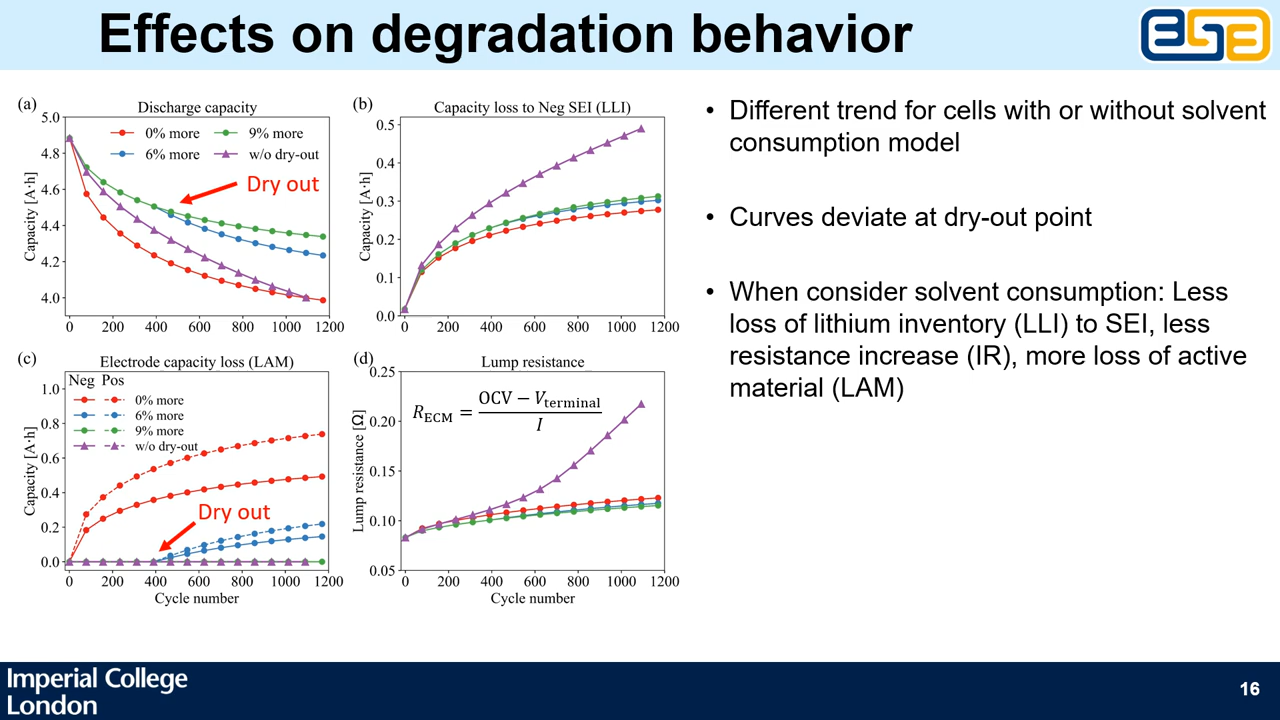 Effects on degradation behavior
(a)
Discharge capacity
5.0
4.8
4.6
4.4
4.2
4.0
Capacity [A·h]
0% more
9% more
6% more
w/o dry-out
Dry out
0 200 400 600 800 1000 1200
(b)
Capacity loss to Neg SEI (LLI)
0.5
0.4
0.3
0.2
0.1
0.0
Capacity [A·h]
0 200 400 600 800 1000 1200
(c)
Electrode capacity loss (LAM)
Neg Pos
0% more
6% more
9% more
w/o dry-out
1.0
0.8
0.6
0.4
0.2
0.0
Capacity [A·h]
Dry out
0 200 400 600 800 1000 1200
Cycle number
(d)
Lump resistance
0.25
0.20
0.15
0.10
0.05
Lump resistance [Ω]
R_ECM = (OCV − V_terminal) / I
0 200 400 600 800 1000 1200
Cycle number
• Different trend for cells with or without solvent
consumption model
• Curves deviate at dry-out point
• When consider solvent consumption: Less
loss of lithium inventory (LLI) to SEI, less
resistance increase (IR), more loss of active
material (LAM)
Imperial College
London
16